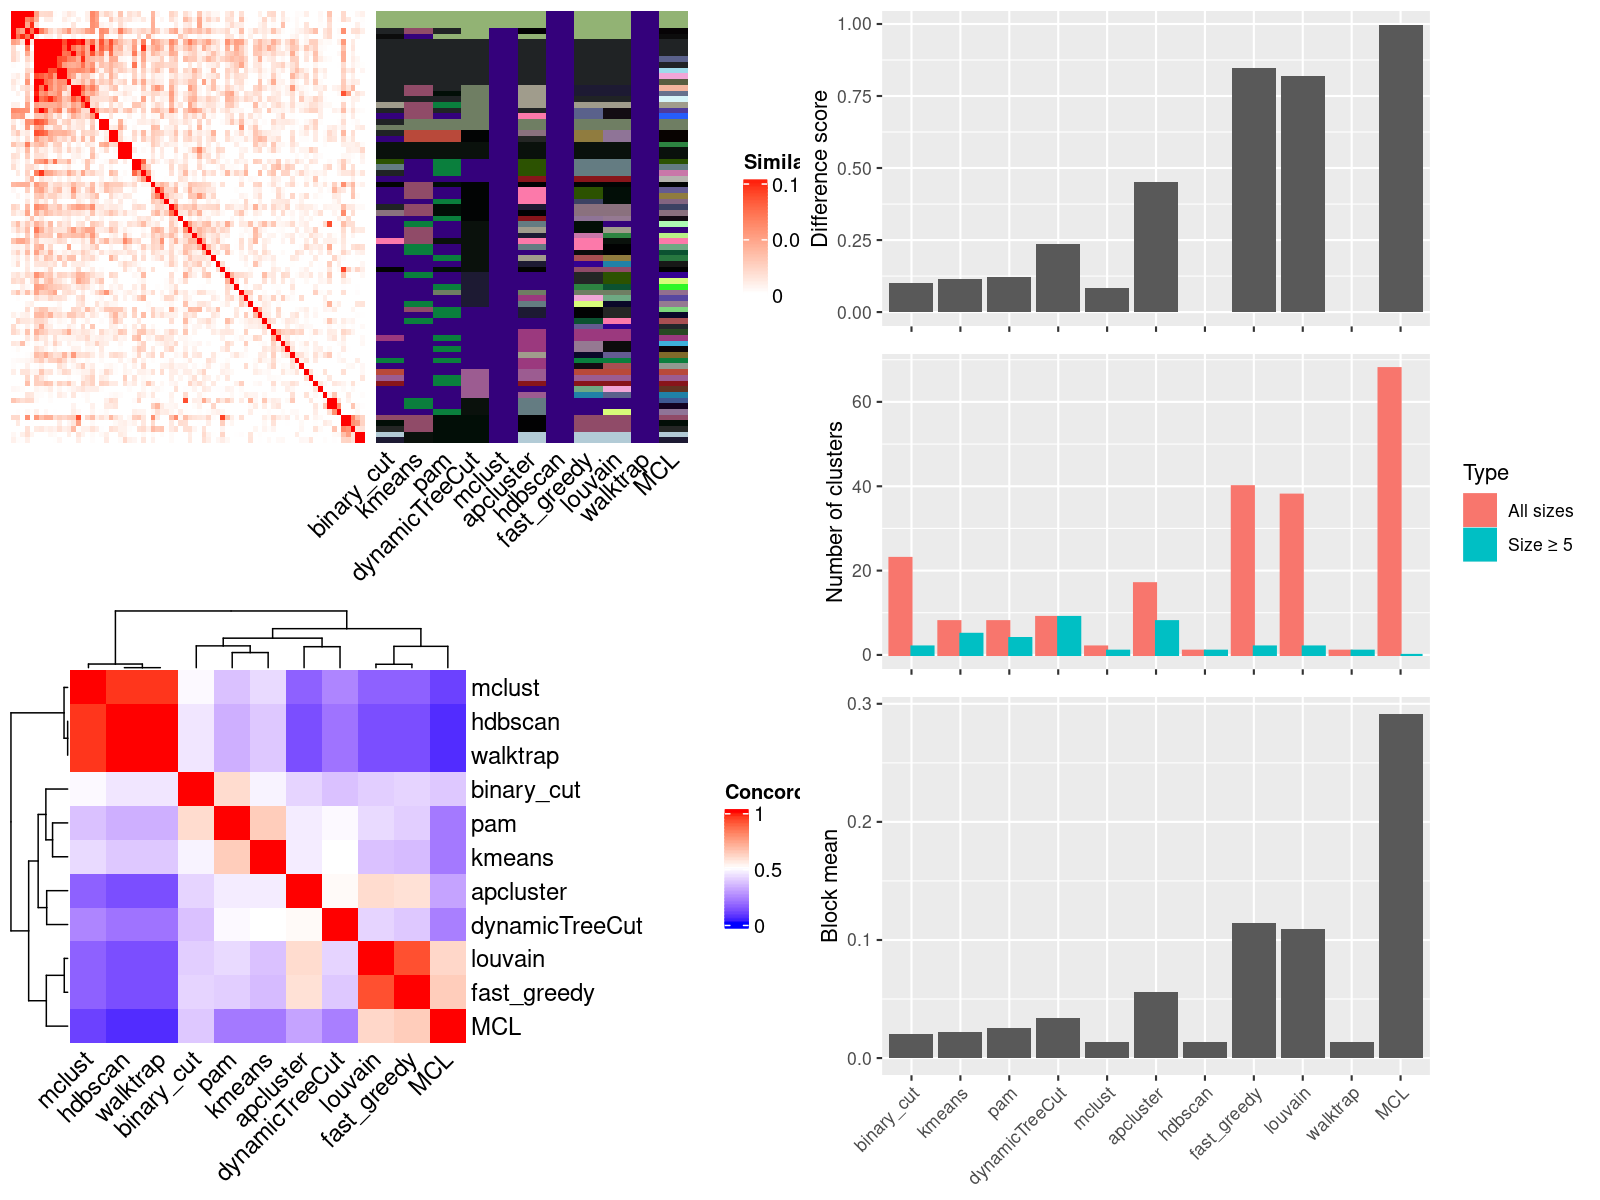 Simila
0.1
0.0
0
binary_cut
kmeans
pam
dynamicTreeCut
mclust
apcluster
hdbscan
fast_greedy
louvain
walktrap
MCL
mclust
hdbscan
walktrap
binary_cut
pam
kmeans
apcluster
dynamicTreeCut
louvain
fast_greedy
MCL
Concord
1
0.5
0
mclust
hdbscan
walktrap
binary_cut
pam
kmeans
apcluster
dynamicTreeCut
louvain
fast_greedy
MCL
Difference score
1.00
0.75
0.50
0.25
0.00
Number of clusters
60
40
20
0
Type
All sizes
Size ≥ 5
Block mean
0.3
0.2
0.1
0.0
binary_cut
kmeans
pam
dynamicTreeCut
mclust
apcluster
hdbscan
fast_greedy
louvain
walktrap
MCL